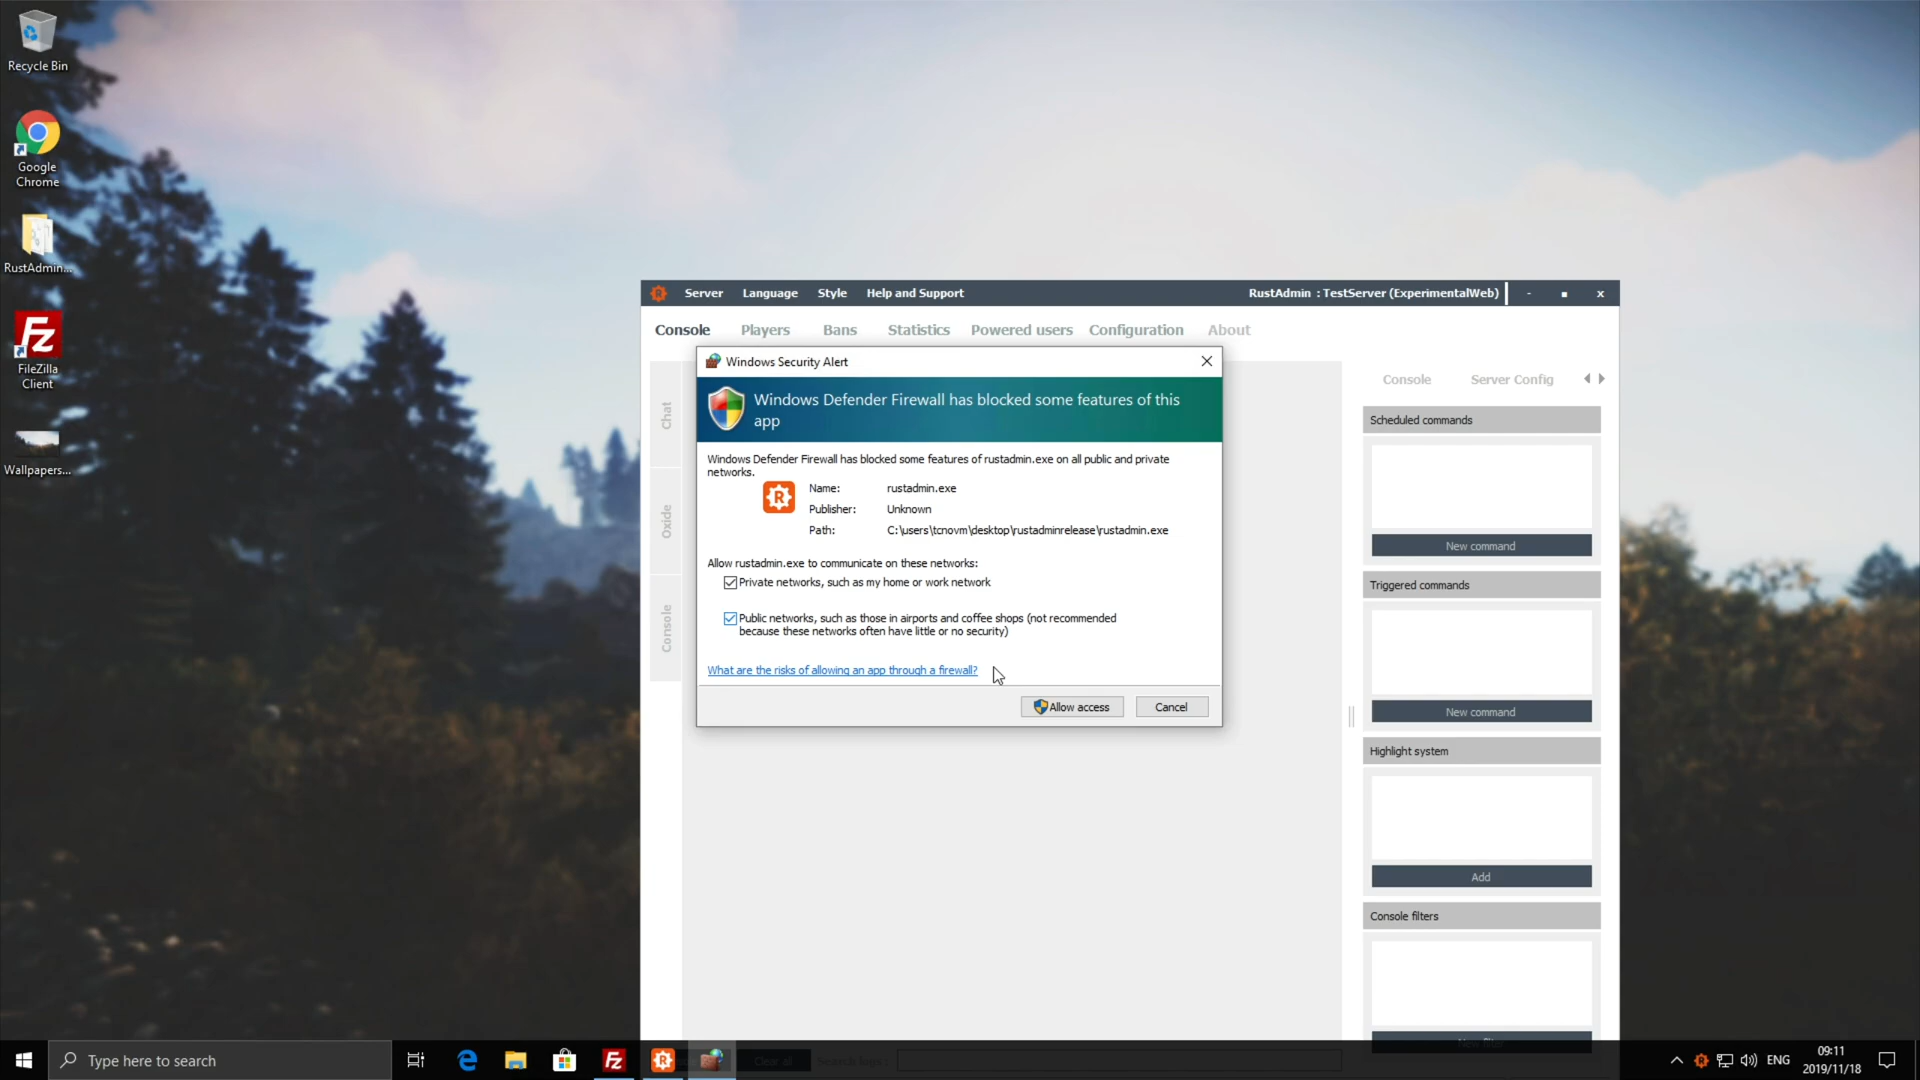 Recycle Bin
Google
Chrome
RustAdmin...
FileZilla
Client
Wallpapers...
Server
Language
Style
Help and Support
RustAdmin : TestServer (ExperimentalWeb)
Console
Players
Bans
Statistics
Powered users
Configuration
About
Chat
Oxide
Console
Windows Security Alert
Windows Defender Firewall has blocked some features of this
app
Windows Defender Firewall has blocked some features of rustadmin.exe on all public and private
networks.
Name: rustadmin.exe
Publisher: Unknown
Path: C:\users\tcnovm\desktop\rustadminrelease\rustadmin.exe
Allow rustadmin.exe to communicate on these networks:
Private networks, such as my home or work network
Public networks, such as those in airports and coffee shops (not recommended
because these networks often have little or no security)
What are the risks of allowing an app through a firewall?
Allow access
Cancel
Console
Server Config
Scheduled commands
New command
Triggered commands
New command
Highlight system
Add
Console filters
New filter
Type here to search
Clear all
Search logs :
ENG
09:11
2019/11/18